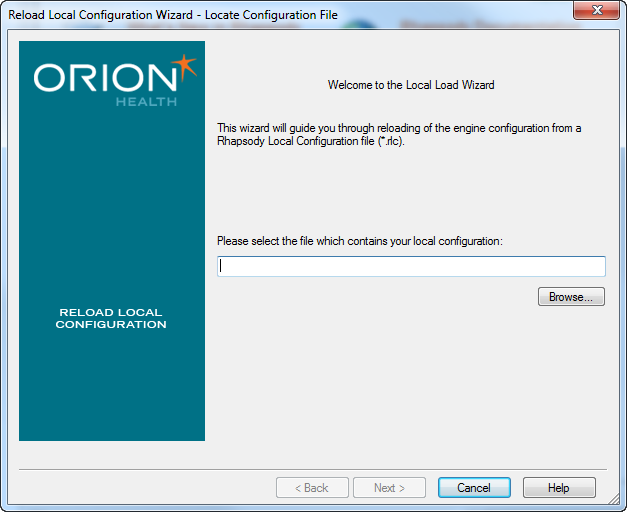 Reload Local Configuration Wizard - Locate Configuration File
ORION
HEALTH
Welcome to the Local Load Wizard
This wizard will guide you through reloading of the engine configuration from a
Rhapsody Local Configuration file (*.rlc).
Please select the file which contains your local configuration:
Browse...
RELOAD LOCAL
CONFIGURATION
< Back Next > Cancel Help